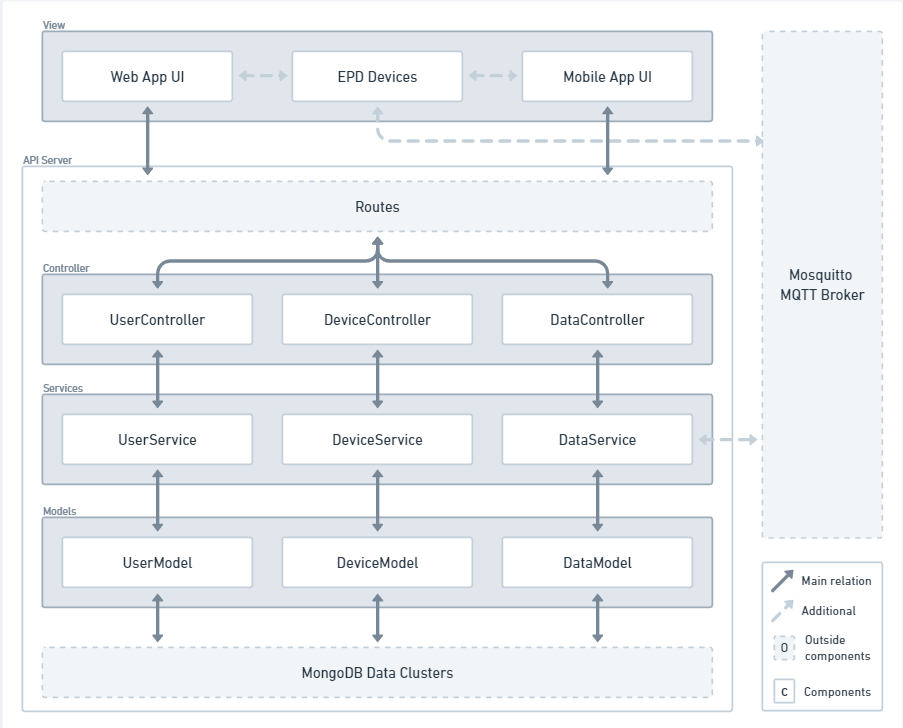 View
Web App UI
EPD Devices
Mobile App UI
API Server
Routes
Controller
UserController
DeviceController
DataController
Services
UserService
DeviceService
DataService
Models
UserModel
DeviceModel
DataModel
MongoDB Data Clusters
Mosquitto
MQTT Broker
Main relation
Additional
O
Outside
components
C
Components